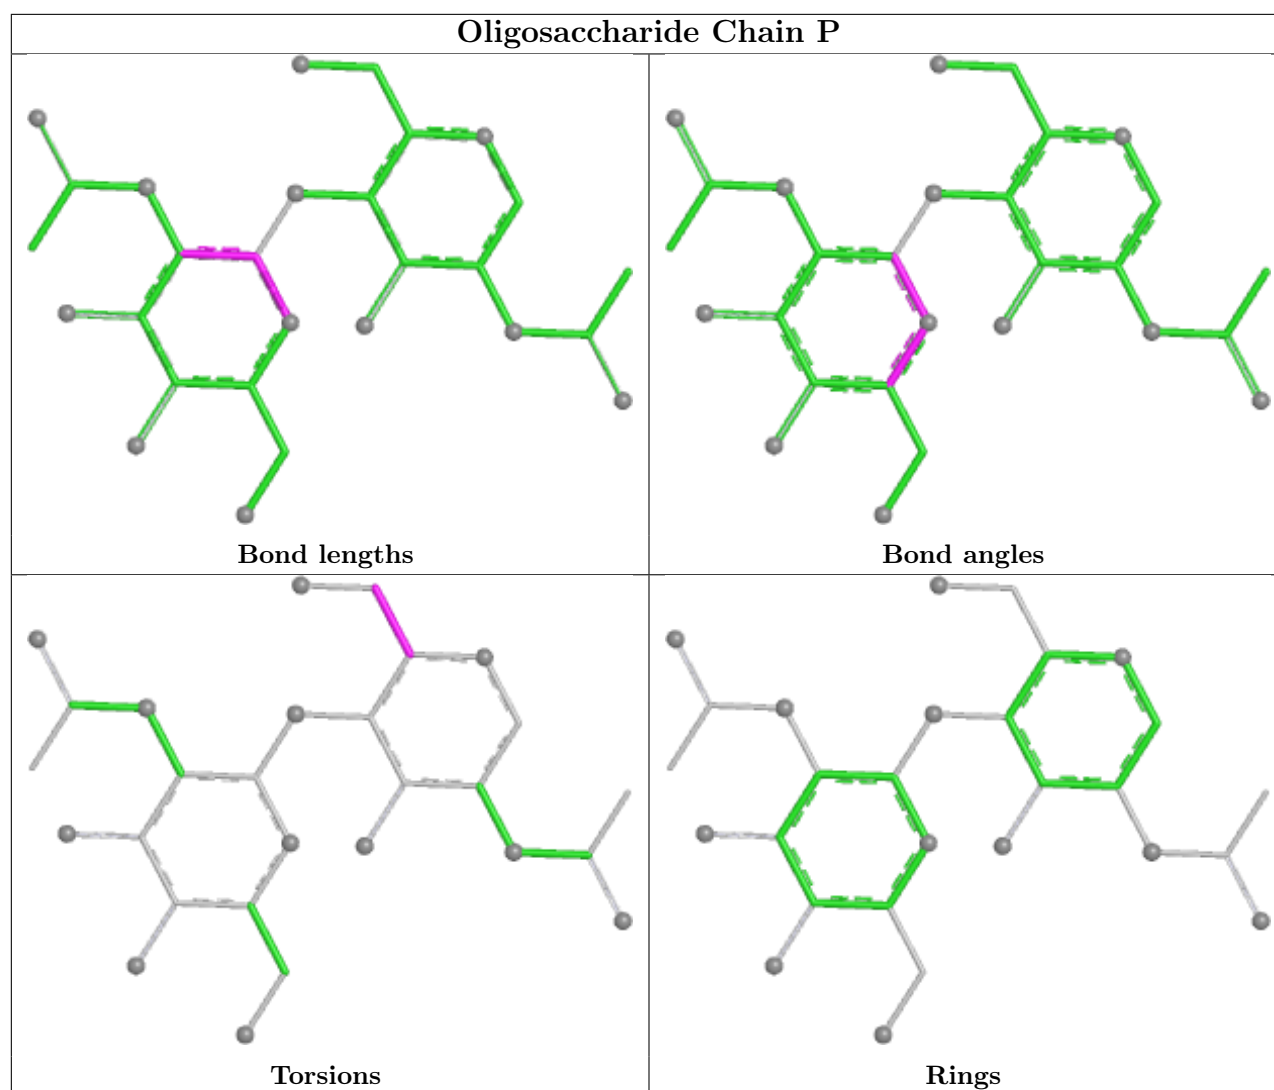 Oligosaccharide Chain P
Bond lengths
Bond angles
Torsions
Rings